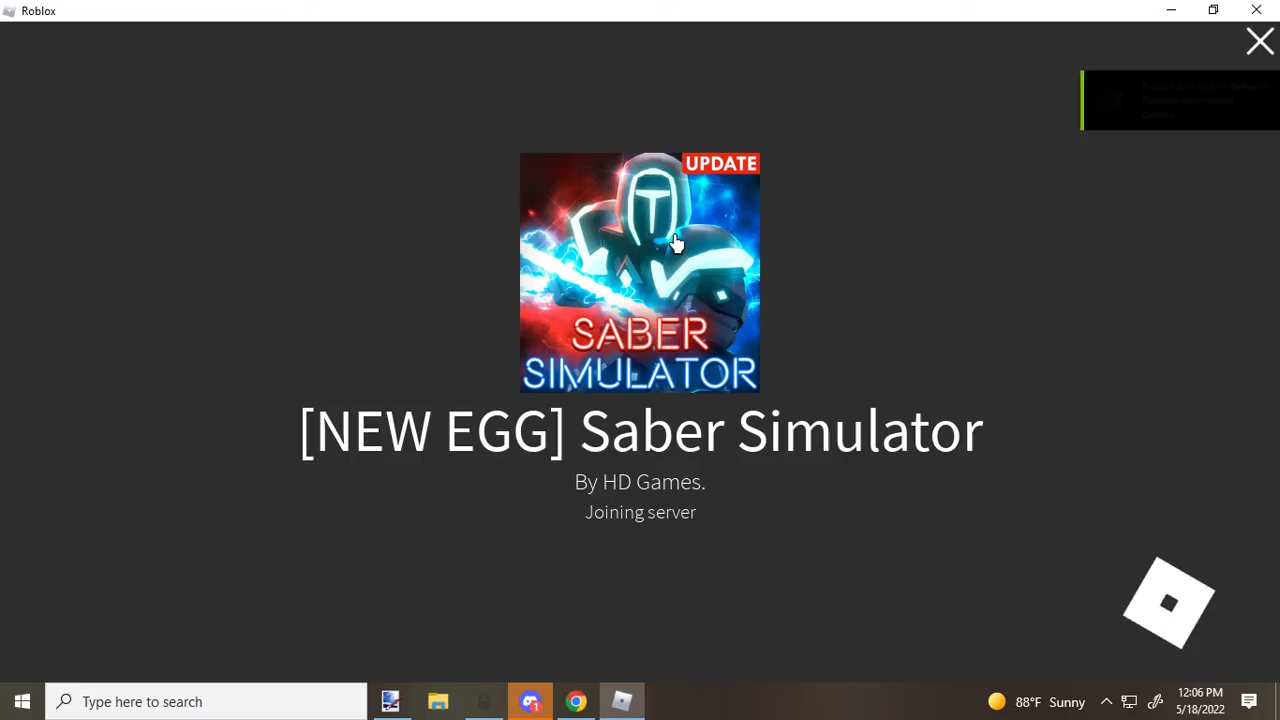 Roblox
UPDATE
SABER
SIMULATOR
[NEW EGG] Saber Simulator
By HD Games.
Joining server
Type here to search
1
88°F Sunny
12:06 PM
5/18/2022